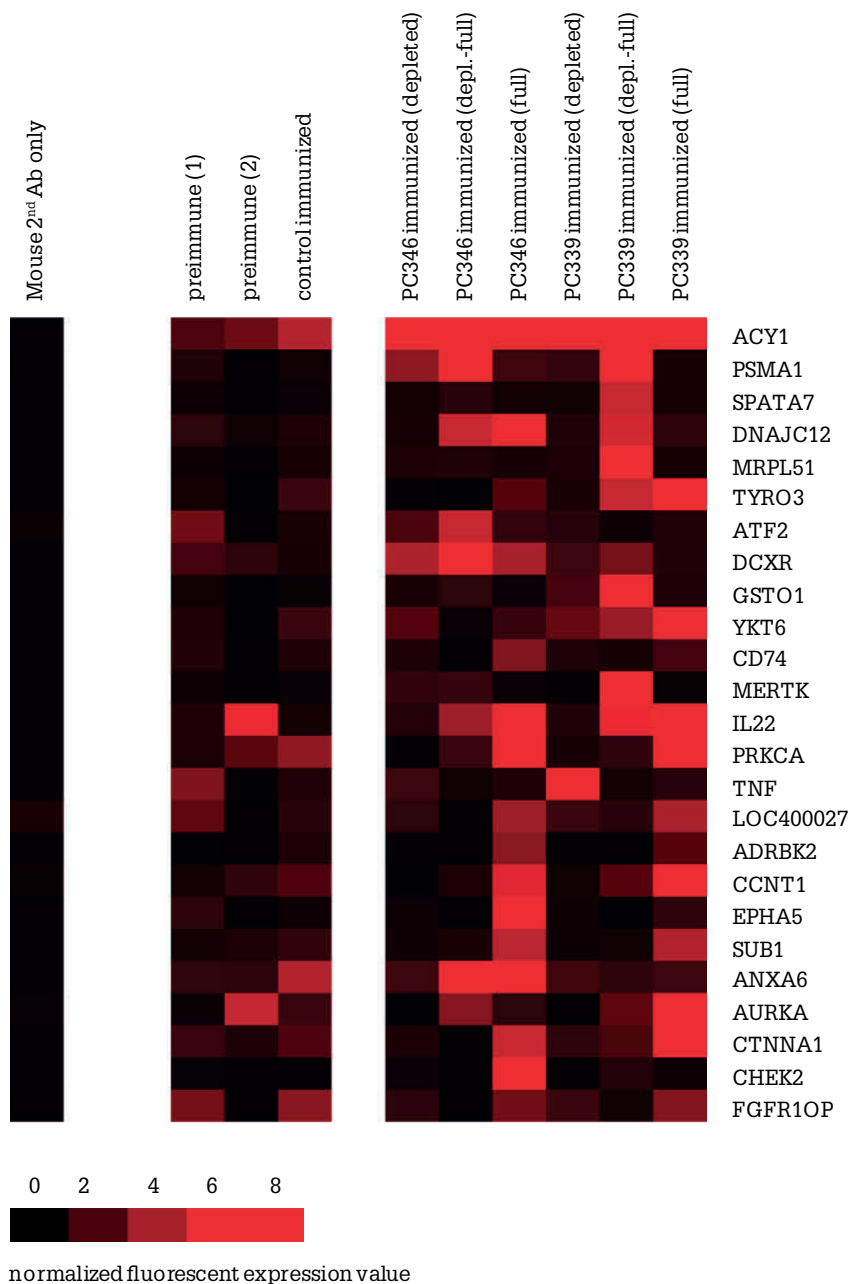 Mouse 2nd Ab only
preimmune (1)
preimmune (2)
control immunized
PC346 immunized (depleted)
PC346 immunized (depl.-full)
PC346 immunized (full)
PC339 immunized (depleted)
PC339 immunized (depl.-full)
PC339 immunized (full)
ACY1
PSMA1
SPATA7
DNAJC12
MRPL51
TYRO3
ATF2
DCXR
GSTO1
YKT6
CD74
MERTK
IL22
PRKCA
TNF
LOC400027
ADRBK2
CCNT1
EPHA5
SUB1
ANXA6
AURKA
CTNNA1
CHEK2
FGFR1OP
0 2 4 6 8
normalized fluorescent expression value